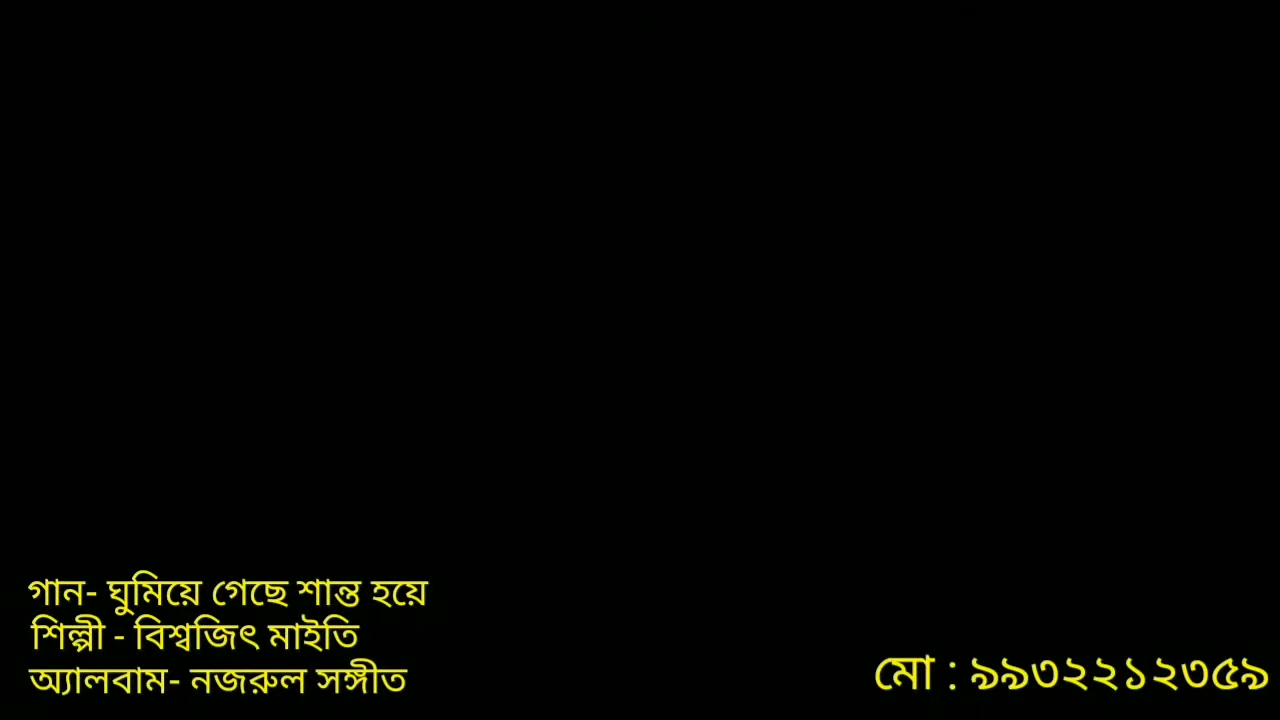 গান- ঘুমিয়ে গেছে শান্ত হয়ে
শিল্পী - বিশ্বজিৎ মাইতি
অ্যালবাম- নজরুল সঙ্গীত
মো : ৯৯৩২২১২৩৫৯